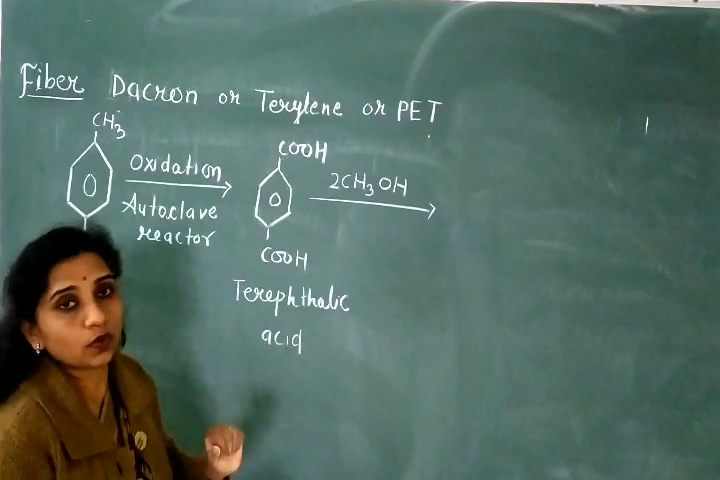 Fiber Dacron or Terylene or PET
CH3
Oxidation
Autoclave
reactor
COOH
COOH
Terephthalic
acid
2CH3OH